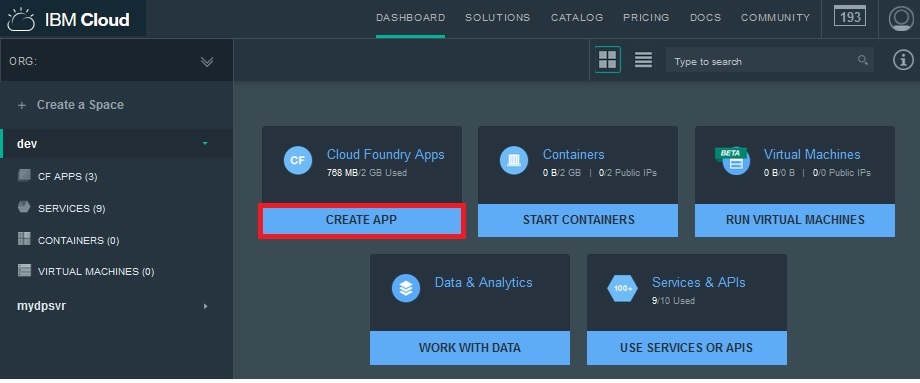 IBM Cloud
DASHBOARD SOLUTIONS CATALOG PRICING DOCS COMMUNITY 193
ORG:
Type to search
+ Create a Space
dev
CF APPS (3)
SERVICES (9)
CONTAINERS (0)
VIRTUAL MACHINES (0)
mydpsvr
CF
Cloud Foundry Apps
768 MB/2 GB Used
CREATE APP
Containers
0 B/2 GB | 0/2 Public IPs
START CONTAINERS
BETA
Virtual Machines
0 B/0 B | 0/0 Public IPs
RUN VIRTUAL MACHINES
Data & Analytics
WORK WITH DATA
100+
Services & APIs
9/10 Used
USE SERVICES OR APIS